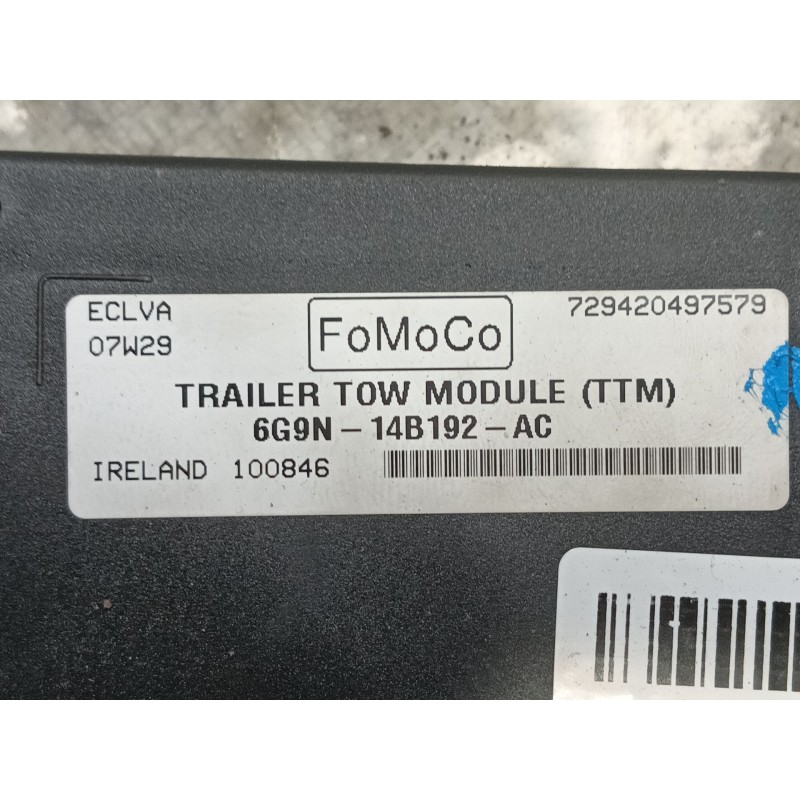 ECLVA
FoMoCo
729420497579
07W29
TRAILER TOW MODULE (TTM)
6G9N - 14B192 - AC
IRELAND 100846